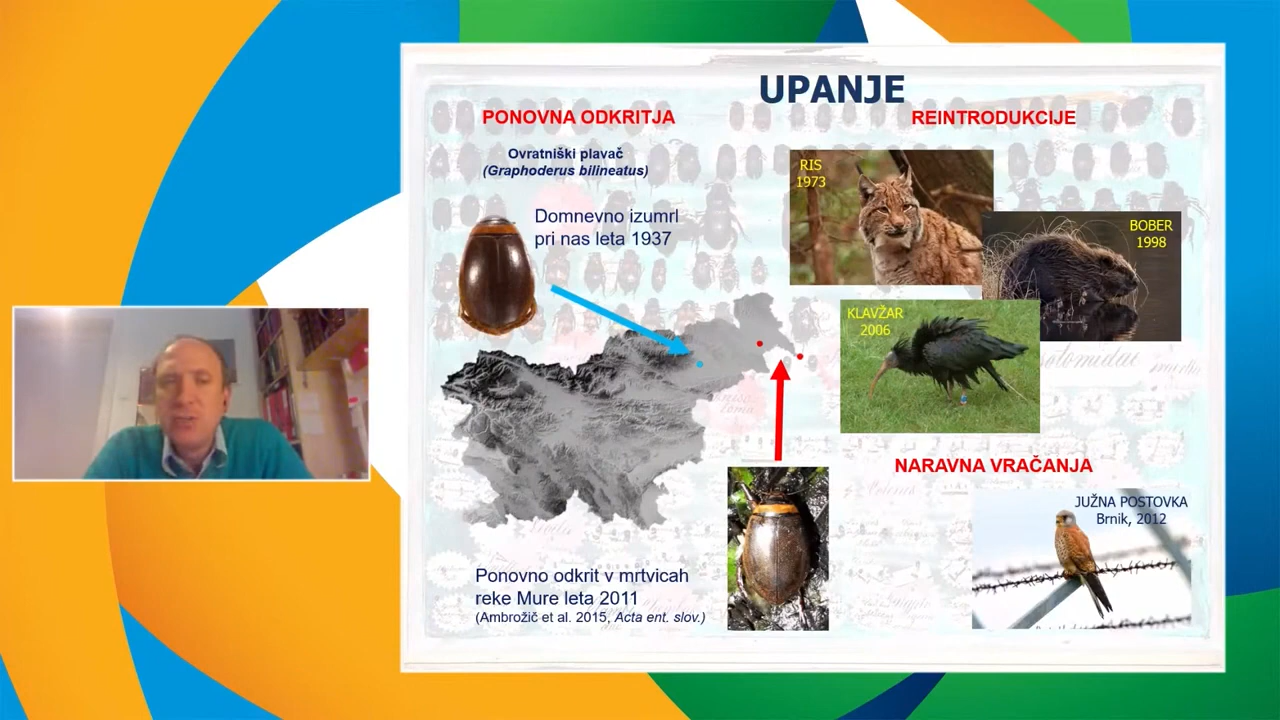 UPANJE
PONOVNA ODKRITJA
Ovratniški plavač
(Graphoderus bilineatus)
Domnevno izumrl
pri nas leta 1937
Ponovno odkrit v mrtvicah
reke Mure leta 2011
(Ambrožič et al. 2015, Acta ent. slov.)
REINTRODUKCIJE
RIS
1973
BOBER
1998
KLAVŽAR
2006
NARAVNA VRAČANJA
JUŽNA POSTOVKA
Brnik, 2012